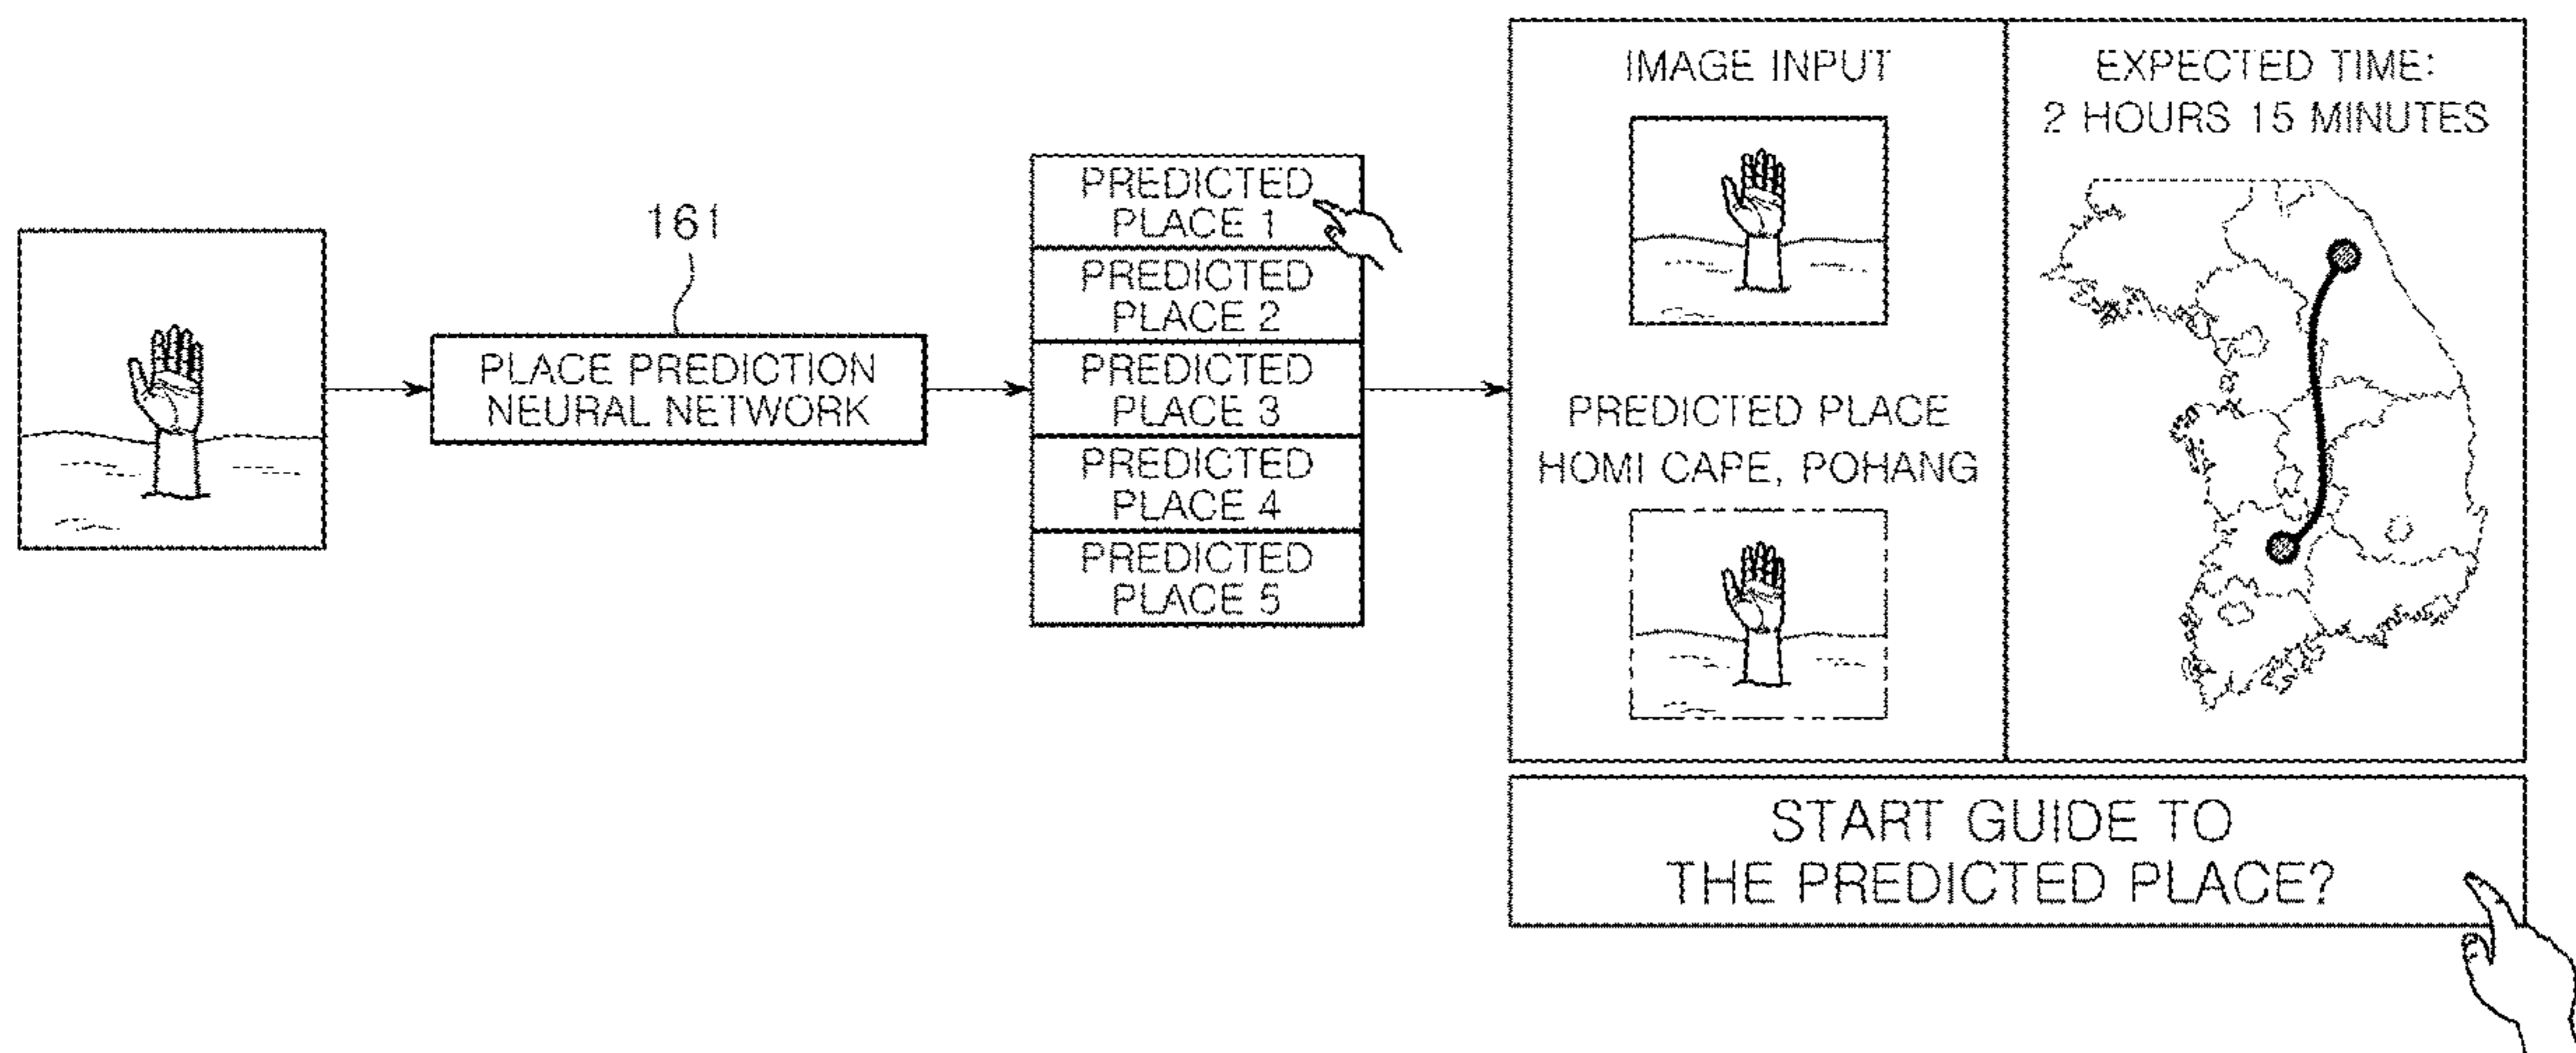 161
PLACE PREDICTION
NEURAL NETWORK
PREDICTED
PLACE 1
PREDICTED
PLACE 2
PREDICTED
PLACE 3
PREDICTED
PLACE 4
PREDICTED
PLACE 5
IMAGE INPUT
PREDICTED PLACE
HOMI CAPE, POHANG
EXPECTED TIME:
2 HOURS 15 MINUTES
START GUIDE TO
THE PREDICTED PLACE?